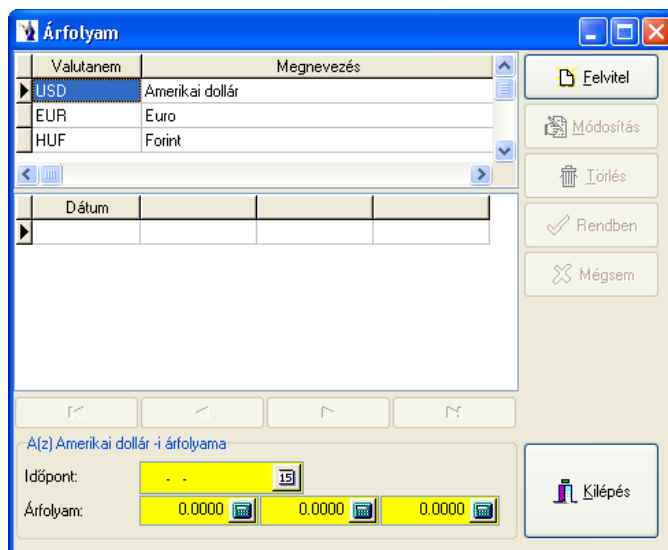 Árfolyam
Valutanem Megnevezés
USD Amerikai dollár
EUR Euro
HUF Forint
Dátum
Felvitel
Módosítás
Törlés
Rendben
Mégsem
A(z) Amerikai dollár -i árfolyama
Időpont: . . 15
Árfolyam: 0.0000 0.0000 0.0000
Kilépés